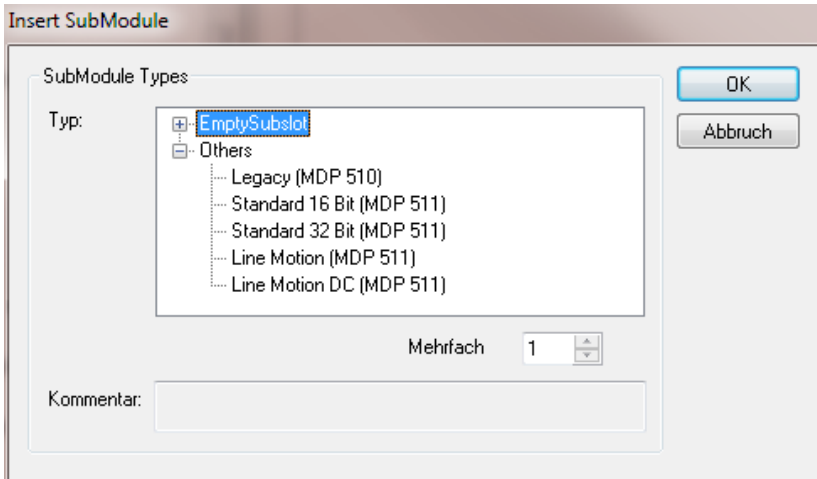 Insert SubModule
SubModule Types
Typ:
EmptySubslot
Others
Legacy (MDP 510)
Standard 16 Bit (MDP 511)
Standard 32 Bit (MDP 511)
Line Motion (MDP 511)
Line Motion DC (MDP 511)
Mehrfach 1
Kommentar:
OK
Abbruch